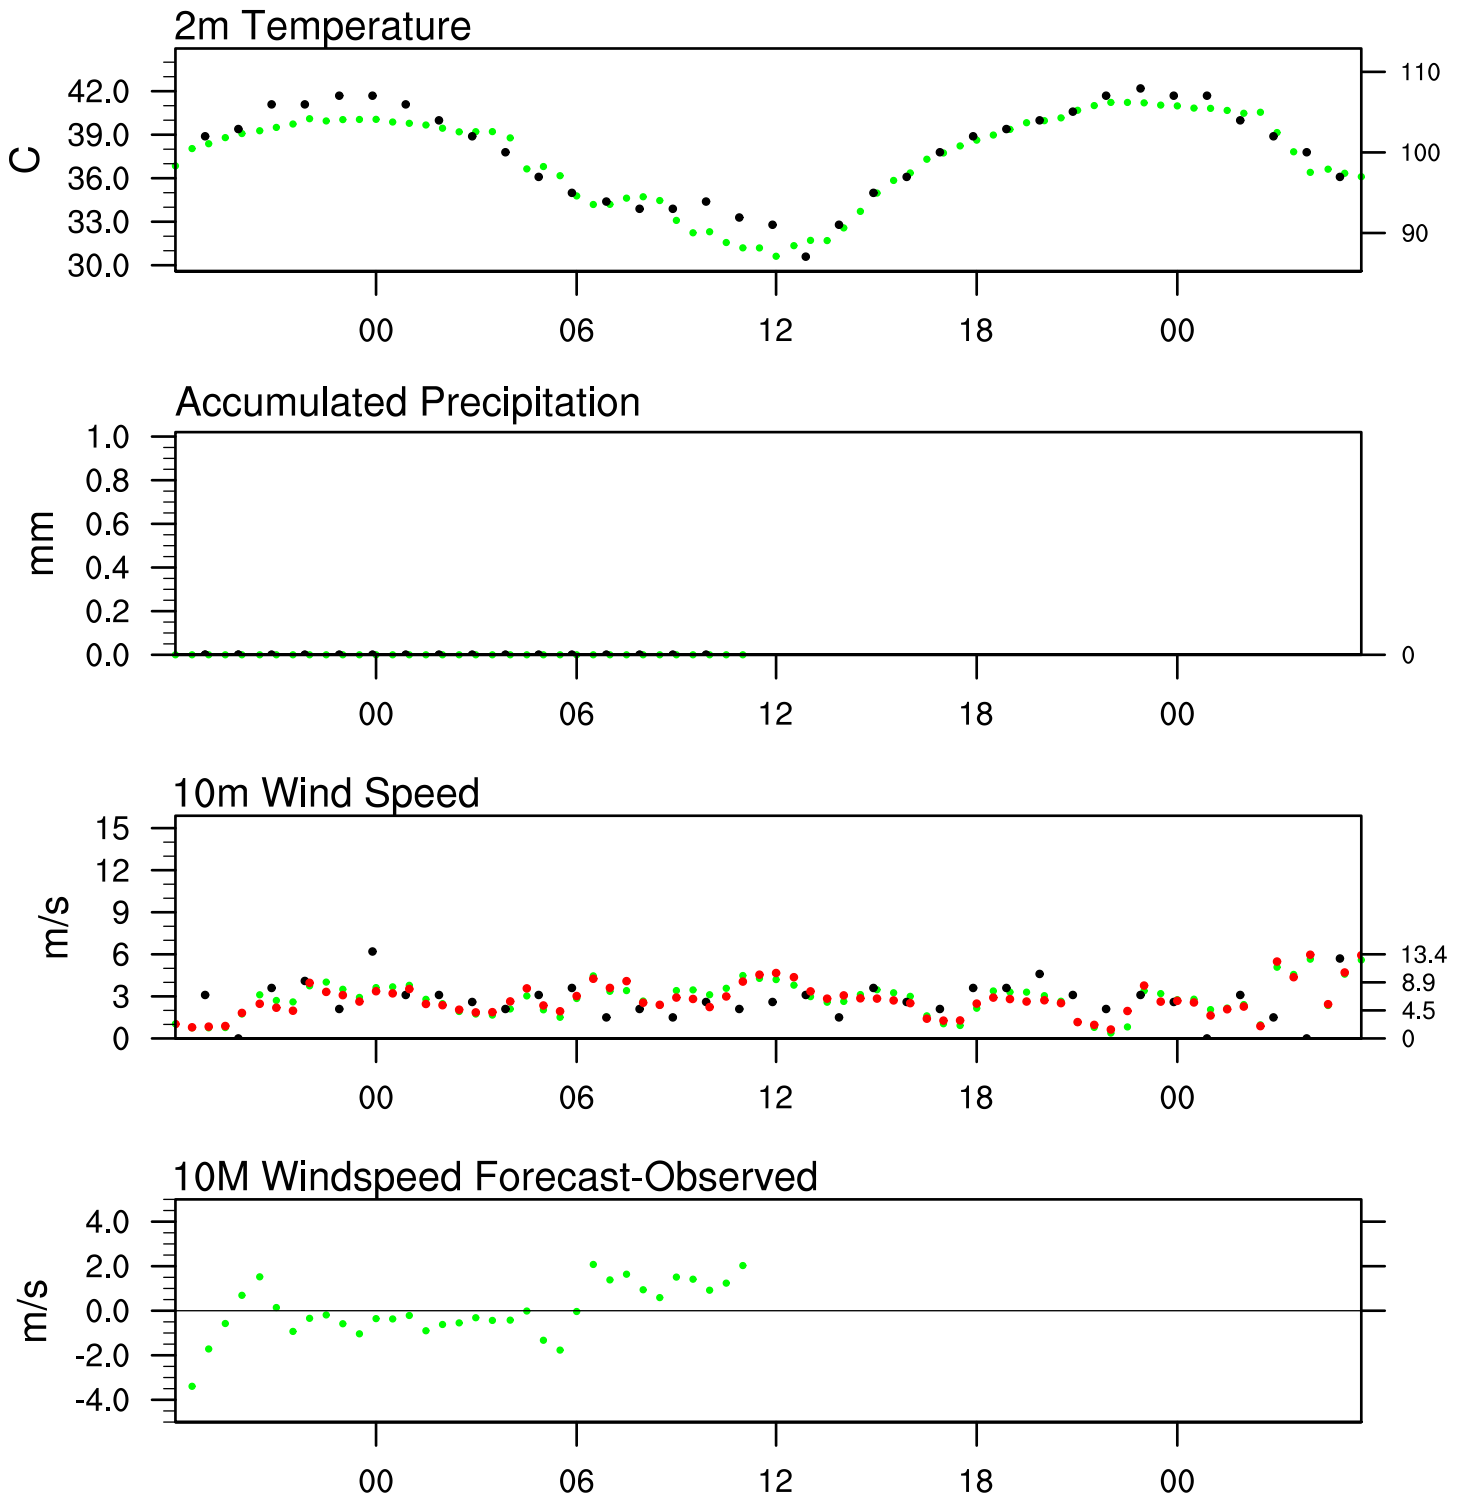 2m Temperature
42.0
39.0
36.0
33.0
30.0
C
110
100
90
00 06 12 18 00
Accumulated Precipitation
1.0
0.8
0.6
0.4
0.2
0.0
mm
0
00 06 12 18 00
10m Wind Speed
15
12
9
6
3
0
m/s
13.4
8.9
4.5
0
00 06 12 18 00
10M Windspeed Forecast-Observed
4.0
2.0
0.0
-2.0
-4.0
m/s
00 06 12 18 00